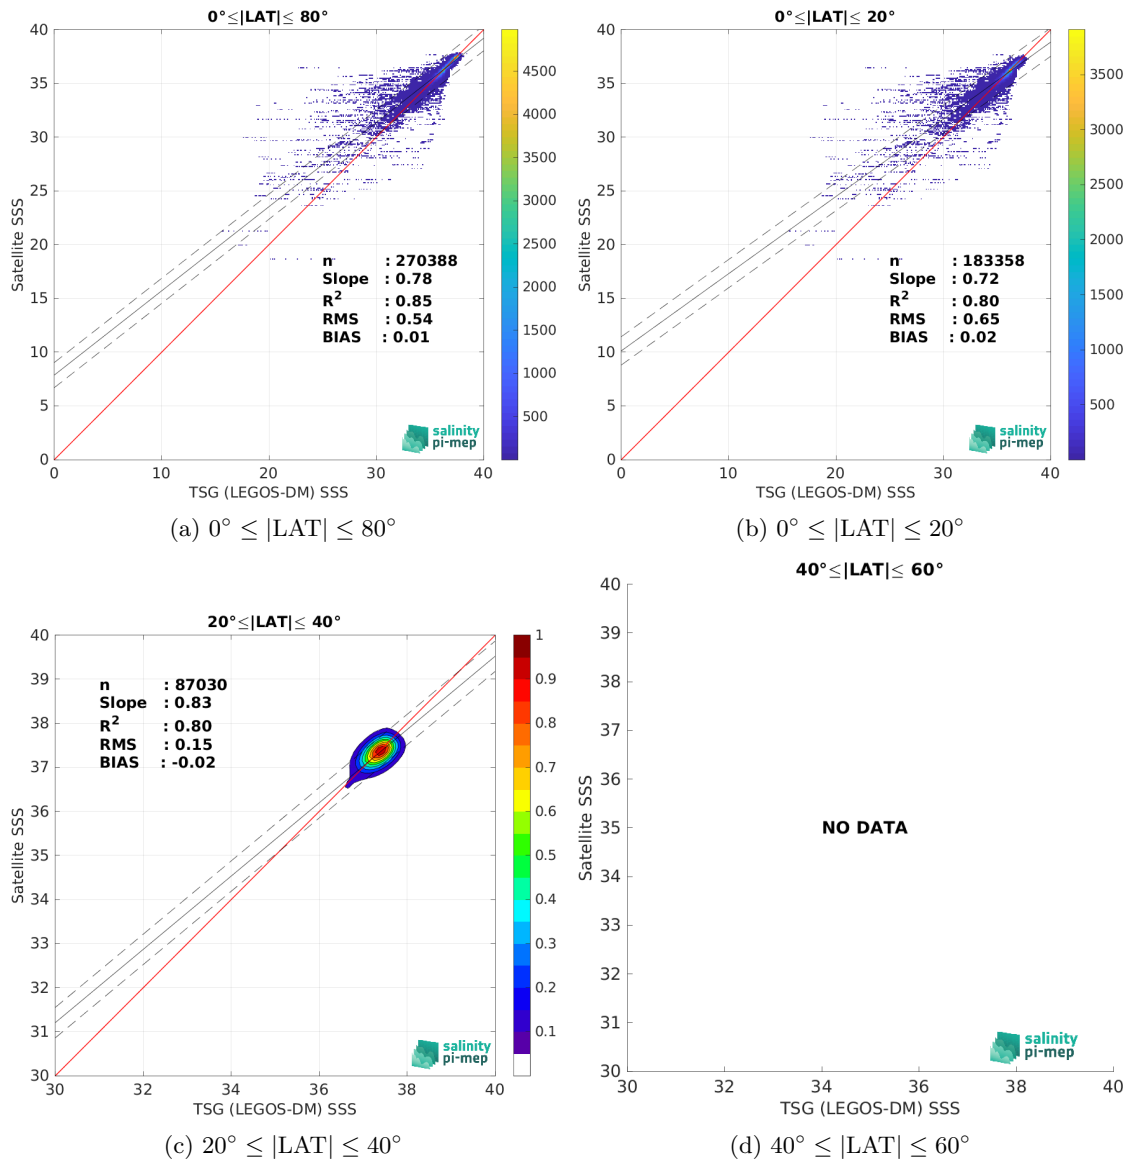 0°≤|LAT|≤ 80°
40
35
30
25
20
15
10
5
0
0
10
20
30
40
Satellite SSS
TSG (LEGOS-DM) SSS
n : 270388
Slope : 0.78
R² : 0.85
RMS : 0.54
BIAS : 0.01
4500
4000
3500
3000
2500
2000
1500
1000
500
salinity
pi-mep
(a) 0° ≤ |LAT| ≤ 80°
0°≤|LAT|≤ 20°
40
35
30
25
20
15
10
5
0
0
10
20
30
40
Satellite SSS
TSG (LEGOS-DM) SSS
n : 183358
Slope : 0.72
R² : 0.80
RMS : 0.65
BIAS : 0.02
3500
3000
2500
2000
1500
1000
500
salinity
pi-mep
(b) 0° ≤ |LAT| ≤ 20°
20°≤|LAT|≤ 40°
40
39
38
37
36
35
34
33
32
31
30
30
32
34
36
38
40
Satellite SSS
TSG (LEGOS-DM) SSS
n : 87030
Slope : 0.83
R² : 0.80
RMS : 0.15
BIAS : -0.02
1
0.9
0.8
0.7
0.6
0.5
0.4
0.3
0.2
0.1
salinity
pi-mep
(c) 20° ≤ |LAT| ≤ 40°
40°≤|LAT|≤ 60°
40
39
38
37
36
35
34
33
32
31
30
30
32
34
36
38
40
Satellite SSS
TSG (LEGOS-DM) SSS
NO DATA
salinity
pi-mep
(d) 40° ≤ |LAT| ≤ 60°